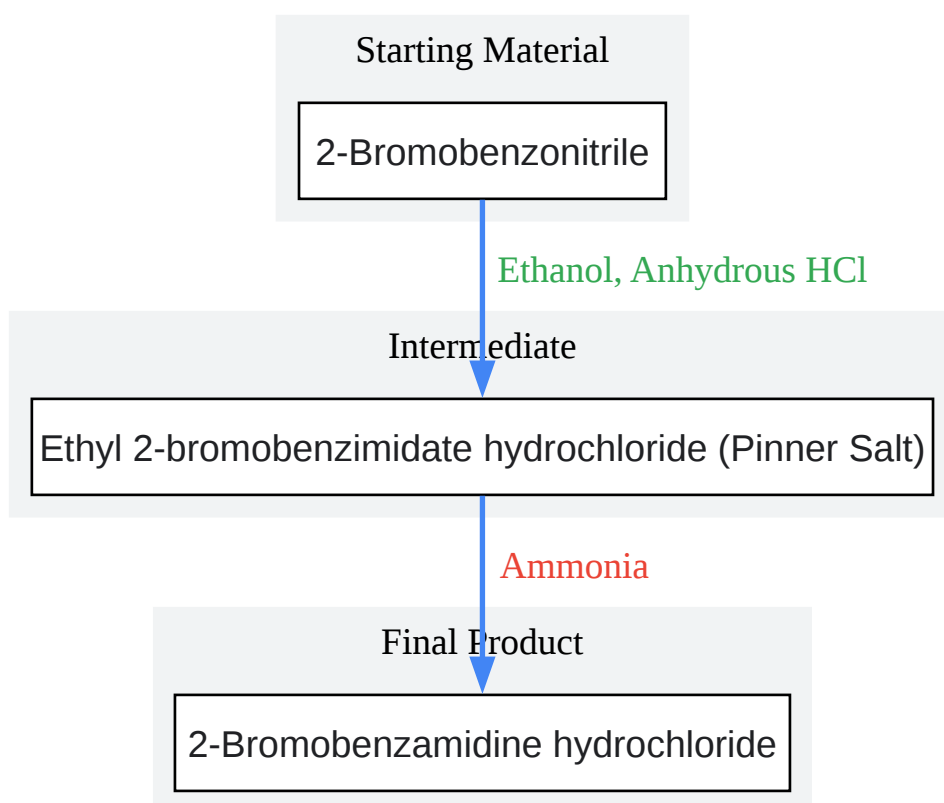 Starting Material
2-Bromobenzonitrile
Ethanol, Anhydrous HCl
Intermediate
Ethyl 2-bromobenzimidate hydrochloride (Pinner Salt)
Ammonia
Final Product
2-Bromobenzamidine hydrochloride